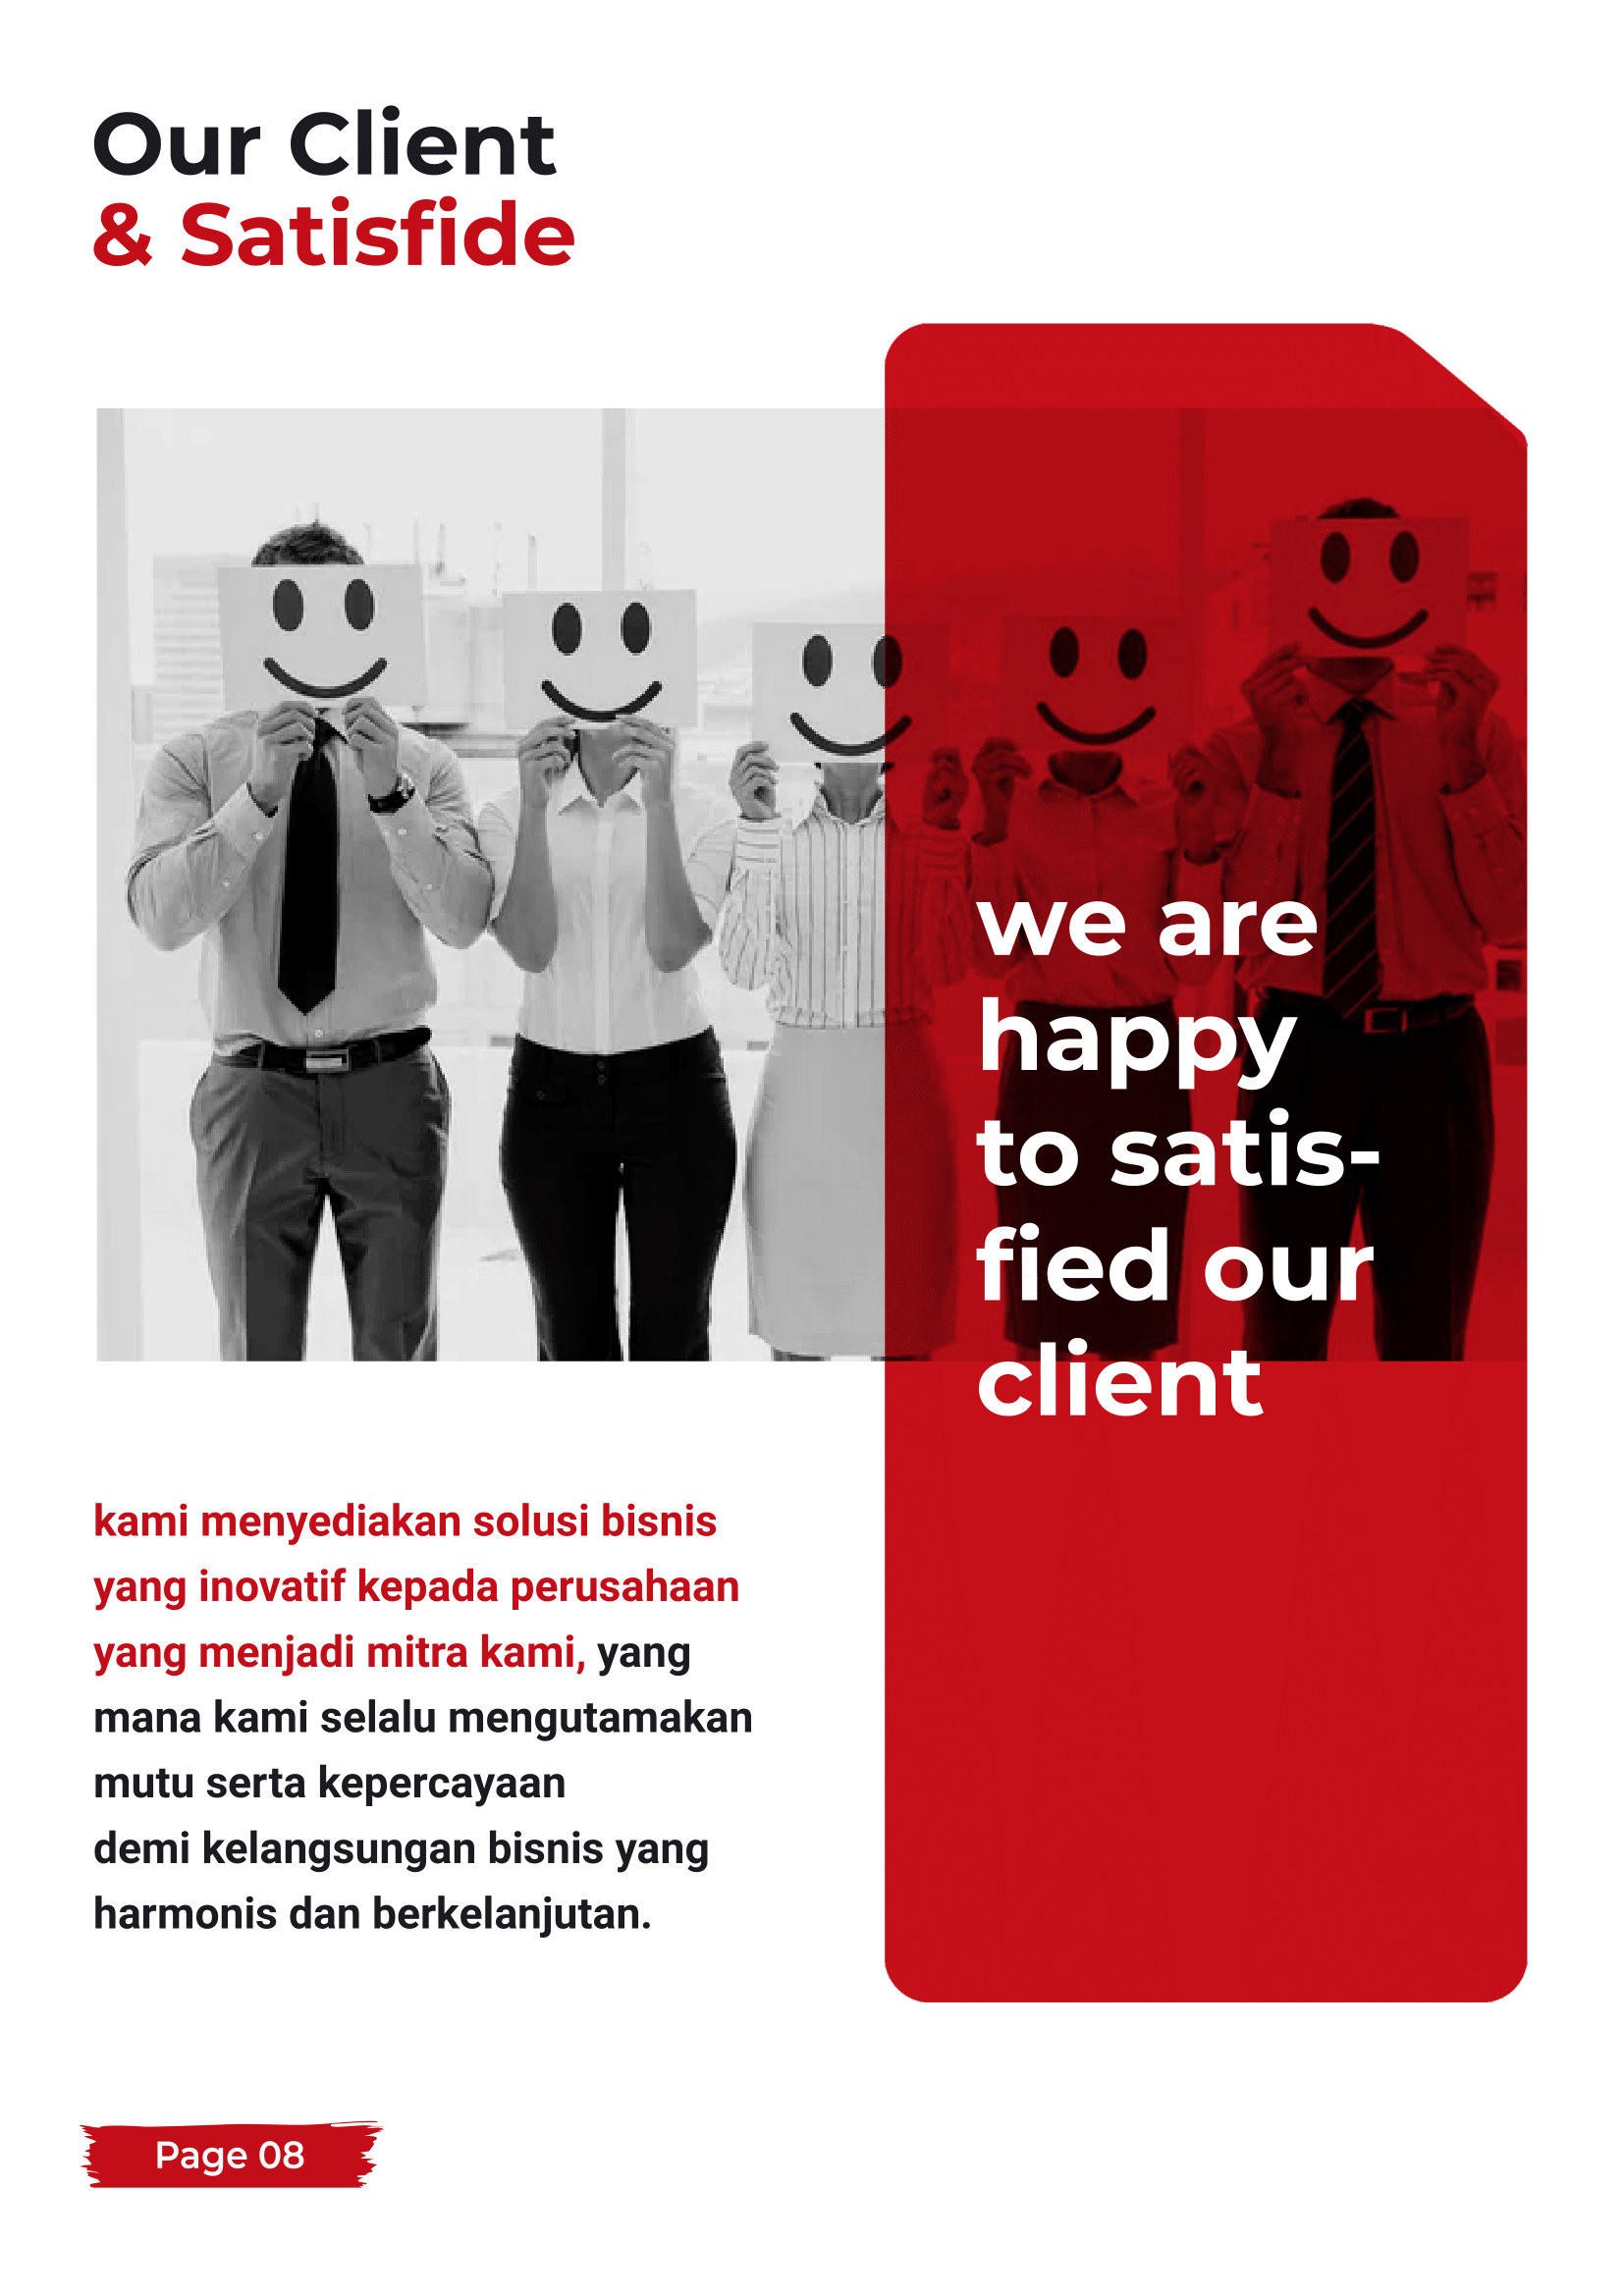 Our Client
& Satisfide
we are
happy
to satis-
fied our
client
kami menyediakan solusi bisnis
yang inovatif kepada perusahaan
yang menjadi mitra kami, yang
mana kami selalu mengutamakan
mutu serta kepercayaan
demi kelangsungan bisnis yang
harmonis dan berkelanjutan.
Page 08